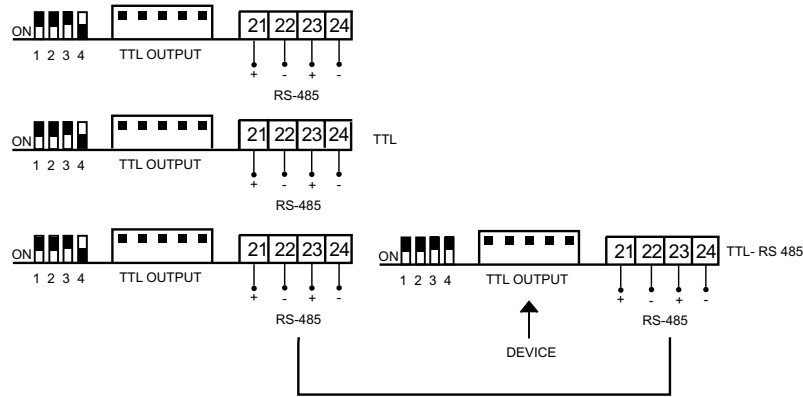 ON 21 22 23 24
1 2 3 4 TTL OUTPUT + - + -
RS-485
ON 21 22 23 24 TTL
1 2 3 4 TTL OUTPUT + - + -
RS-485
ON 21 22 23 24
1 2 3 4 TTL OUTPUT + - + -
RS-485
ON 21 22 23 24 TTL- RS 485
1 2 3 4 TTL OUTPUT + - + -
RS-485
DEVICE